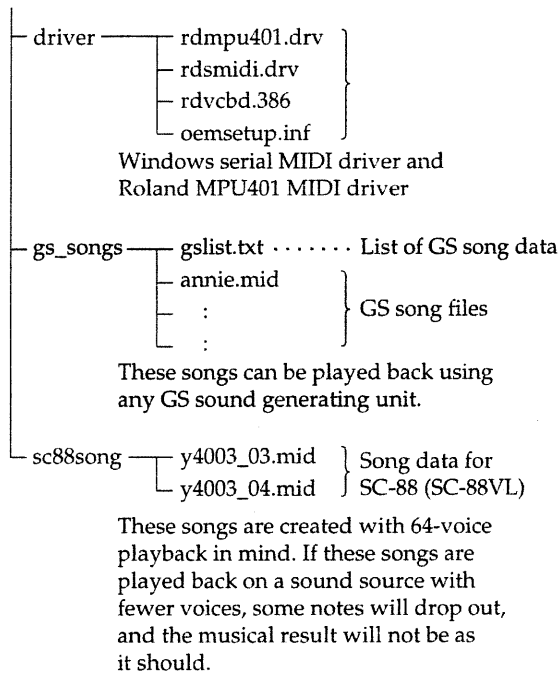 driver rdmpu401.drv
rdsmidi.drv
rdvcbd.386
oemsetup.inf
Windows serial MIDI driver and
Roland MPU401 MIDI driver
gs_songs gslist.txt ······· List of GS song data
annie.mid
: GS song files
:
These songs can be played back using
any GS sound generating unit.
sc88song y4003_03.mid Song data for
y4003_04.mid SC-88 (SC-88VL)
These songs are created with 64-voice
playback in mind. If these songs are
played back on a sound source with
fewer voices, some notes will drop out,
and the musical result will not be as
it should.